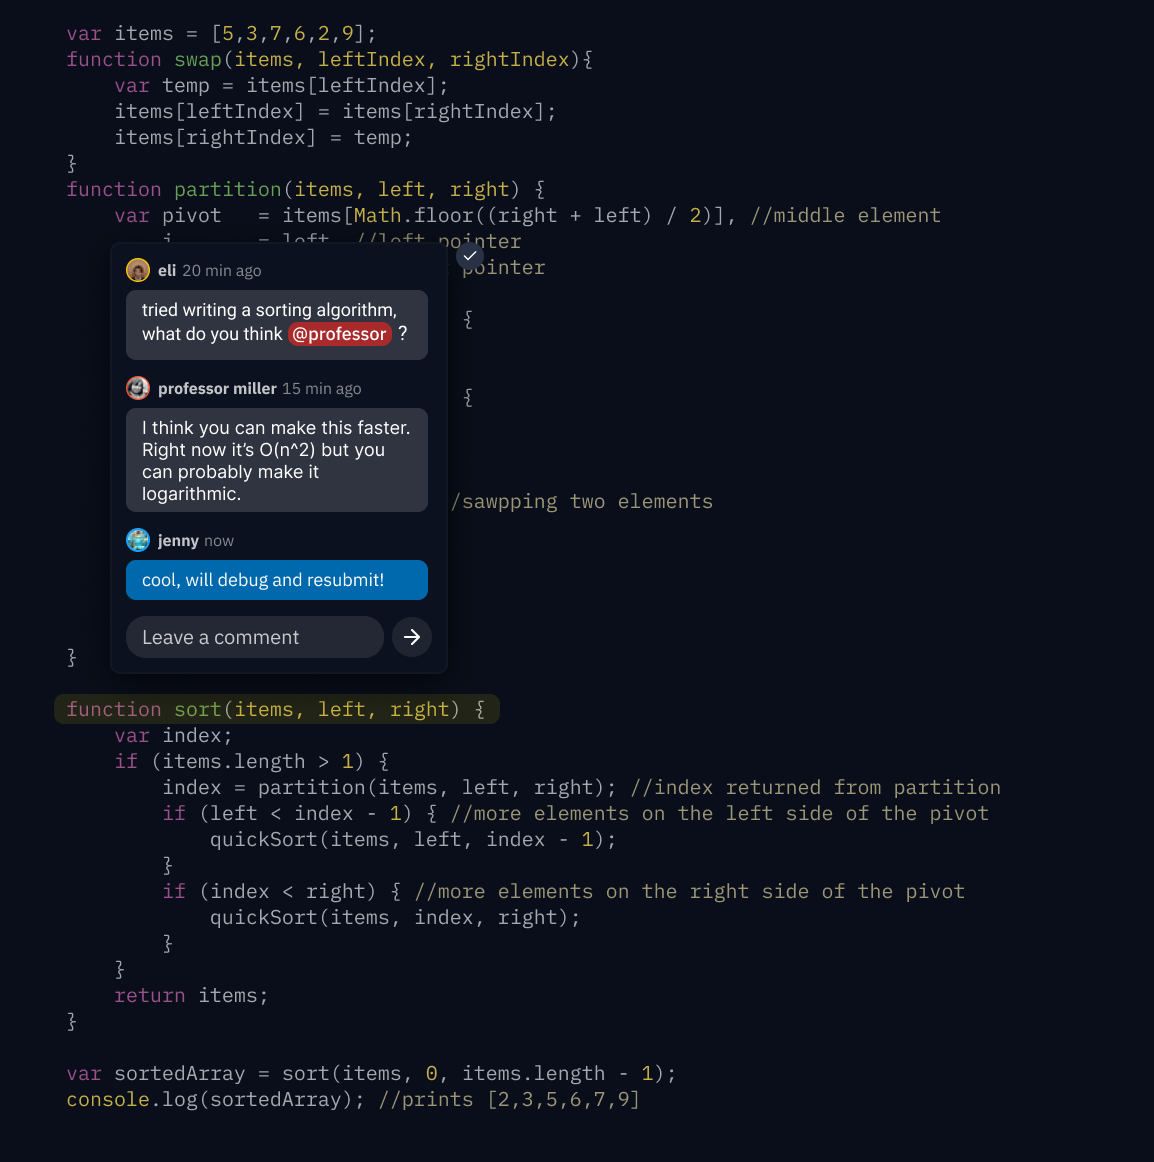 var items = [5,3,7,6,2,9];
function swap(items, leftIndex, rightIndex){
var temp = items[leftIndex];
items[leftIndex] = items[rightIndex];
items[rightIndex] = temp;
}
function partition(items, left, right) {
var pivot   = items[Math.floor((right + left) / 2)], //middle element
i       = left, //left pointer
pointer
{
{
/sawpping two elements
}
eli 20 min ago
tried writing a sorting algorithm,
what do you think @professor ?
professor miller 15 min ago
I think you can make this faster.
Right now it’s O(n^2) but you
can probably make it
logarithmic.
jenny now
cool, will debug and resubmit!
Leave a comment
function sort(items, left, right) {
var index;
if (items.length > 1) {
index = partition(items, left, right); //index returned from partition
if (left < index - 1) { //more elements on the left side of the pivot
quickSort(items, left, index - 1);
}
if (index < right) { //more elements on the right side of the pivot
quickSort(items, index, right);
}
}
return items;
}
var sortedArray = sort(items, 0, items.length - 1);
console.log(sortedArray); //prints [2,3,5,6,7,9]